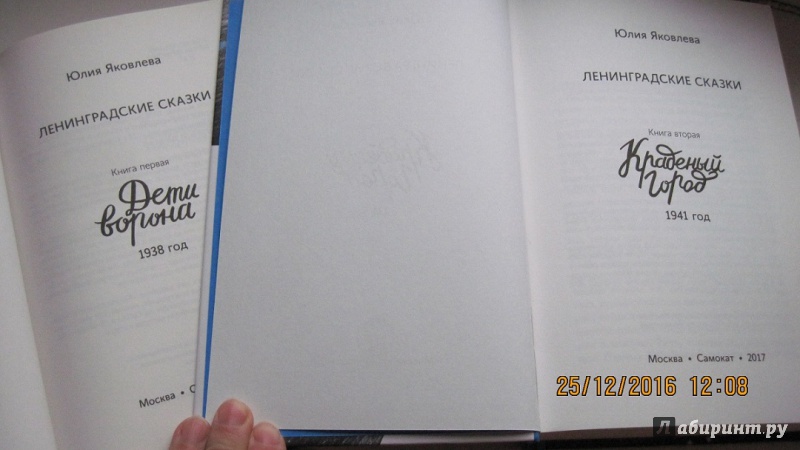 Юлия Яковлева
ЛЕНИНГРАДСКИЕ СКАЗКИ
Книга первая
Дети
ворона
1938 год
Москва • С
Юлия Яковлева
ЛЕНИНГРАДСКИЕ СКАЗКИ
Книга вторая
Краденый
город
1941 год
Москва • Самокат • 2017
25/12/2016 12:08
Лабиринт.ру